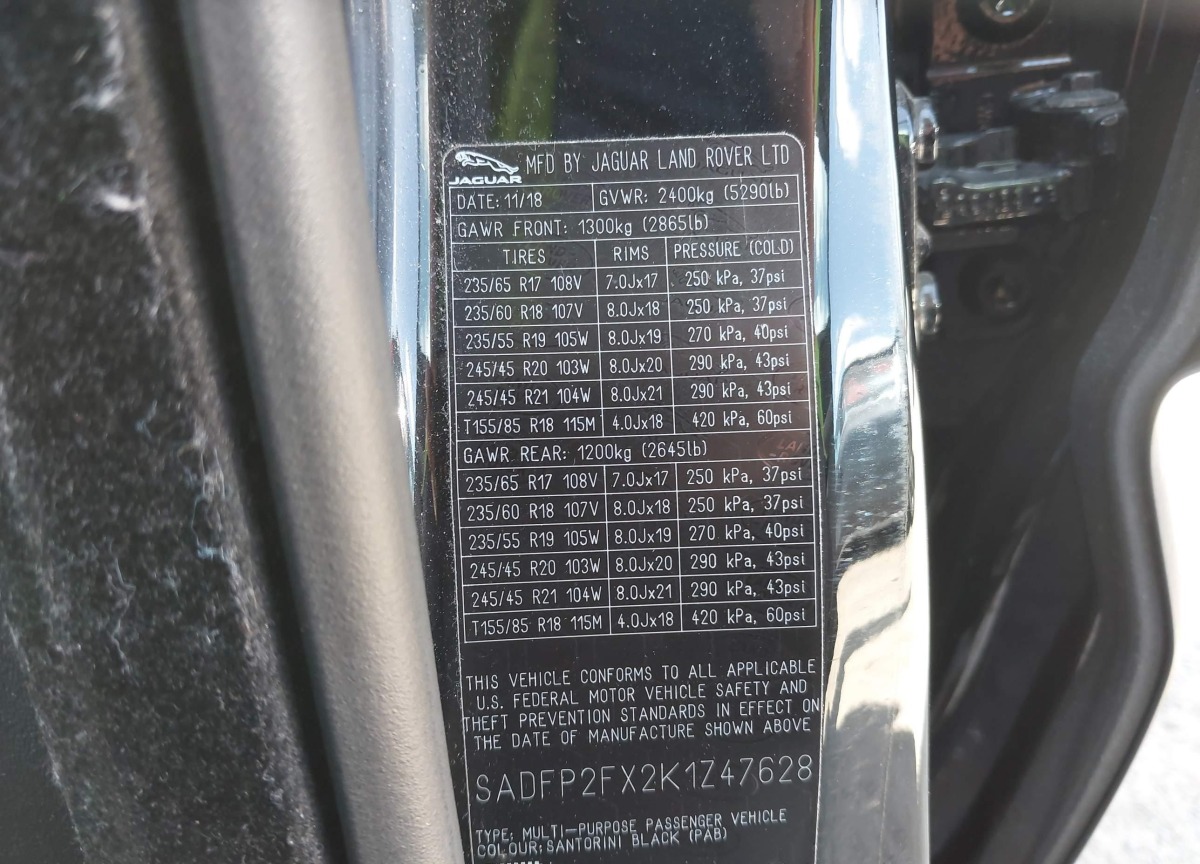 JAGUAR MFD BY JAGUAR LAND ROVER LTD
DATE: 11/18 GVWR: 2400kg (5290lb)
GAWR FRONT: 1300kg (2865lb)
TIRES RIMS PRESSURE (COLD)
235/65 R17 108V 7.0Jx17 250 kPa, 37psi
235/60 R18 107V 8.0Jx18 250 kPa, 37psi
235/55 R19 105W 8.0Jx19 270 kPa, 40psi
245/45 R20 103W 8.0Jx20 290 kPa, 43psi
245/45 R21 104W 8.0Jx21 290 kPa, 43psi
T155/85 R18 115M 4.0Jx18 420 kPa, 60psi
GAWR REAR: 1200kg (2645lb)
235/65 R17 108V 7.0Jx17 250 kPa, 37psi
235/60 R18 107V 8.0Jx18 250 kPa, 37psi
235/55 R19 105W 8.0Jx19 270 kPa, 40psi
245/45 R20 103W 8.0Jx20 290 kPa, 43psi
245/45 R21 104W 8.0Jx21 290 kPa, 43psi
T155/85 R18 115M 4.0Jx18 420 kPa, 60psi
THIS VEHICLE CONFORMS TO ALL APPLICABLE
U.S. FEDERAL MOTOR VEHICLE SAFETY AND
THEFT PREVENTION STANDARDS IN EFFECT ON
THE DATE OF MANUFACTURE SHOWN ABOVE
SADFP2FX2K1Z47628
TYPE: MULTI-PURPOSE PASSENGER VEHICLE
COLOUR: SANTORINI BLACK (PAB)